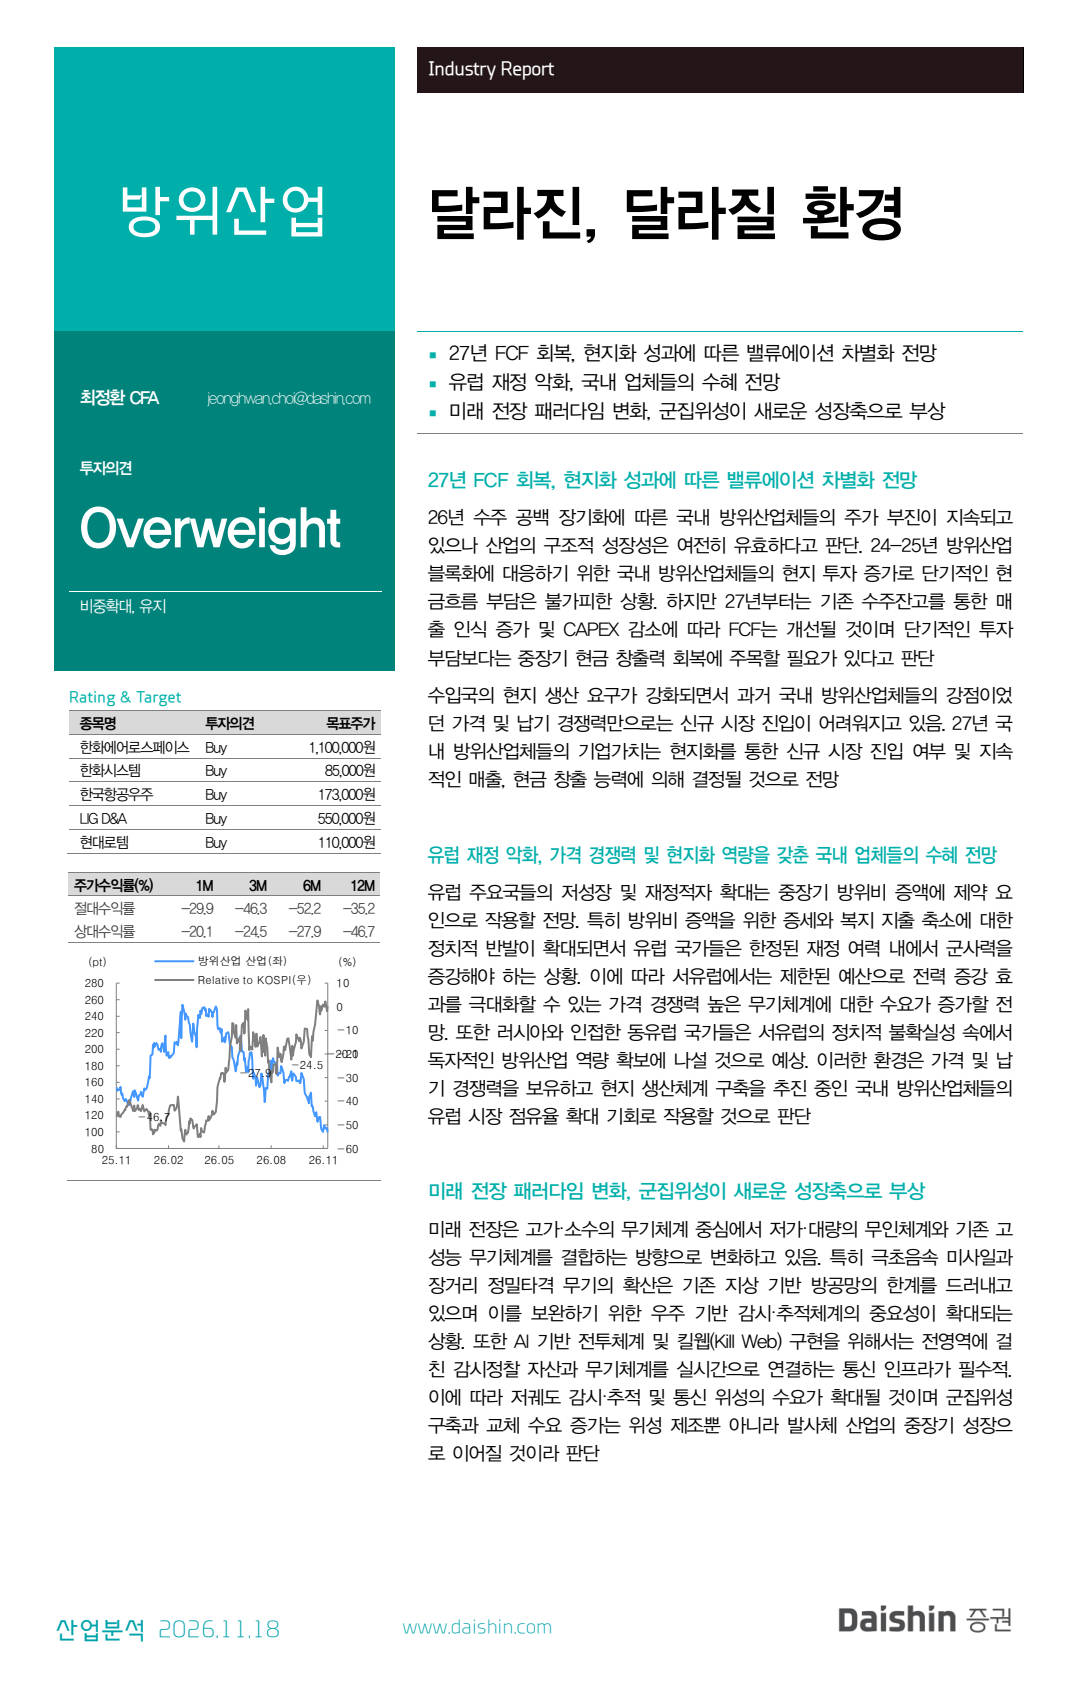 Industry Report
방위산업
달라진, 달라질 환경
27년 FCF 회복, 현지화 성과에 따른 밸류에이션 차별화 전망
유럽 재정 악화, 국내 업체들의 수혜 전망
미래 전장 패러다임 변화, 군집위성이 새로운 성장축으로 부상
최정환 CFA jeonghwan.choi@daishin.com
투자의견
Overweight
비중확대, 유지
Rating & Target
종목명 투자의견 목표주가
한화에어로스페이스 Buy 1,100,000원
한화시스템 Buy 85,000원
한국항공우주 Buy 173,000원
LIG D&A Buy 550,000원
현대로템 Buy 110,000원
주가수익률(%) 1M 3M 6M 12M
절대수익률 -29.9 -46.3 -52.2 -35.2
상대수익률 -20.1 -24.5 -27.9 -46.7
(pt) 방위산업 산업(좌) (%)
Relative to KOSPI(우)
280 10
260 0
240
220 -10
200 -20
-20.1
180 -24.5
-27.9
160 -30
140 -40
120 -46.7
100 -50
80 -60
25.11 26.02 26.05 26.08 26.11
27년 FCF 회복, 현지화 성과에 따른 밸류에이션 차별화 전망
26년 수주 공백 장기화에 따른 국내 방위산업체들의 주가 부진이 지속되고
있으나 산업의 구조적 성장성은 여전히 유효하다고 판단. 24-25년 방위산업
블록화에 대응하기 위한 국내 방위산업체들의 현지 투자 증가로 단기적인 현
금흐름 부담은 불가피한 상황. 하지만 27년부터는 기존 수주잔고를 통한 매
출 인식 증가 및 CAPEX 감소에 따라 FCF는 개선될 것이며 단기적인 투자
부담보다는 중장기 현금 창출력 회복에 주목할 필요가 있다고 판단
수입국의 현지 생산 요구가 강화되면서 과거 국내 방위산업체들의 강점이었
던 가격 및 납기 경쟁력만으로는 신규 시장 진입이 어려워지고 있음. 27년 국
내 방위산업체들의 기업가치는 현지화를 통한 신규 시장 진입 여부 및 지속
적인 매출, 현금 창출 능력에 의해 결정될 것으로 전망
유럽 재정 악화, 가격 경쟁력 및 현지화 역량을 갖춘 국내 업체들의 수혜 전망
유럽 주요국들의 저성장 및 재정적자 확대는 중장기 방위비 증액에 제약 요
인으로 작용할 전망. 특히 방위비 증액을 위한 증세와 복지 지출 축소에 대한
정치적 반발이 확대되면서 유럽 국가들은 한정된 재정 여력 내에서 군사력을
증강해야 하는 상황. 이에 따라 서유럽에서는 제한된 예산으로 전력 증강 효
과를 극대화할 수 있는 가격 경쟁력 높은 무기체계에 대한 수요가 증가할 전
망. 또한 러시아와 인접한 동유럽 국가들은 서유럽의 정치적 불확실성 속에서
독자적인 방위산업 역량 확보에 나설 것으로 예상. 이러한 환경은 가격 및 납
기 경쟁력을 보유하고 현지 생산체계 구축을 추진 중인 국내 방위산업체들의
유럽 시장 점유율 확대 기회로 작용할 것으로 판단
미래 전장 패러다임 변화, 군집위성이 새로운 성장축으로 부상
미래 전장은 고가·소수의 무기체계 중심에서 저가·대량의 무인체계와 기존 고
성능 무기체계를 결합하는 방향으로 변화하고 있음. 특히 극초음속 미사일과
장거리 정밀타격 무기의 확산은 기존 지상 기반 방공망의 한계를 드러내고
있으며 이를 보완하기 위한 우주 기반 감시·추적체계의 중요성이 확대되는
상황. 또한 AI 기반 전투체계 및 킬웹(Kill Web) 구현을 위해서는 전영역에 걸
친 감시정찰 자산과 무기체계를 실시간으로 연결하는 통신 인프라가 필수적.
이에 따라 저궤도 감시·추적 및 통신 위성의 수요가 확대될 것이며 군집위성
구축과 교체 수요 증가는 위성 제조뿐 아니라 발사체 산업의 중장기 성장으
로 이어질 것이라 판단
산업분석 2026.11.18
www.daishin.com
Daishin 증권